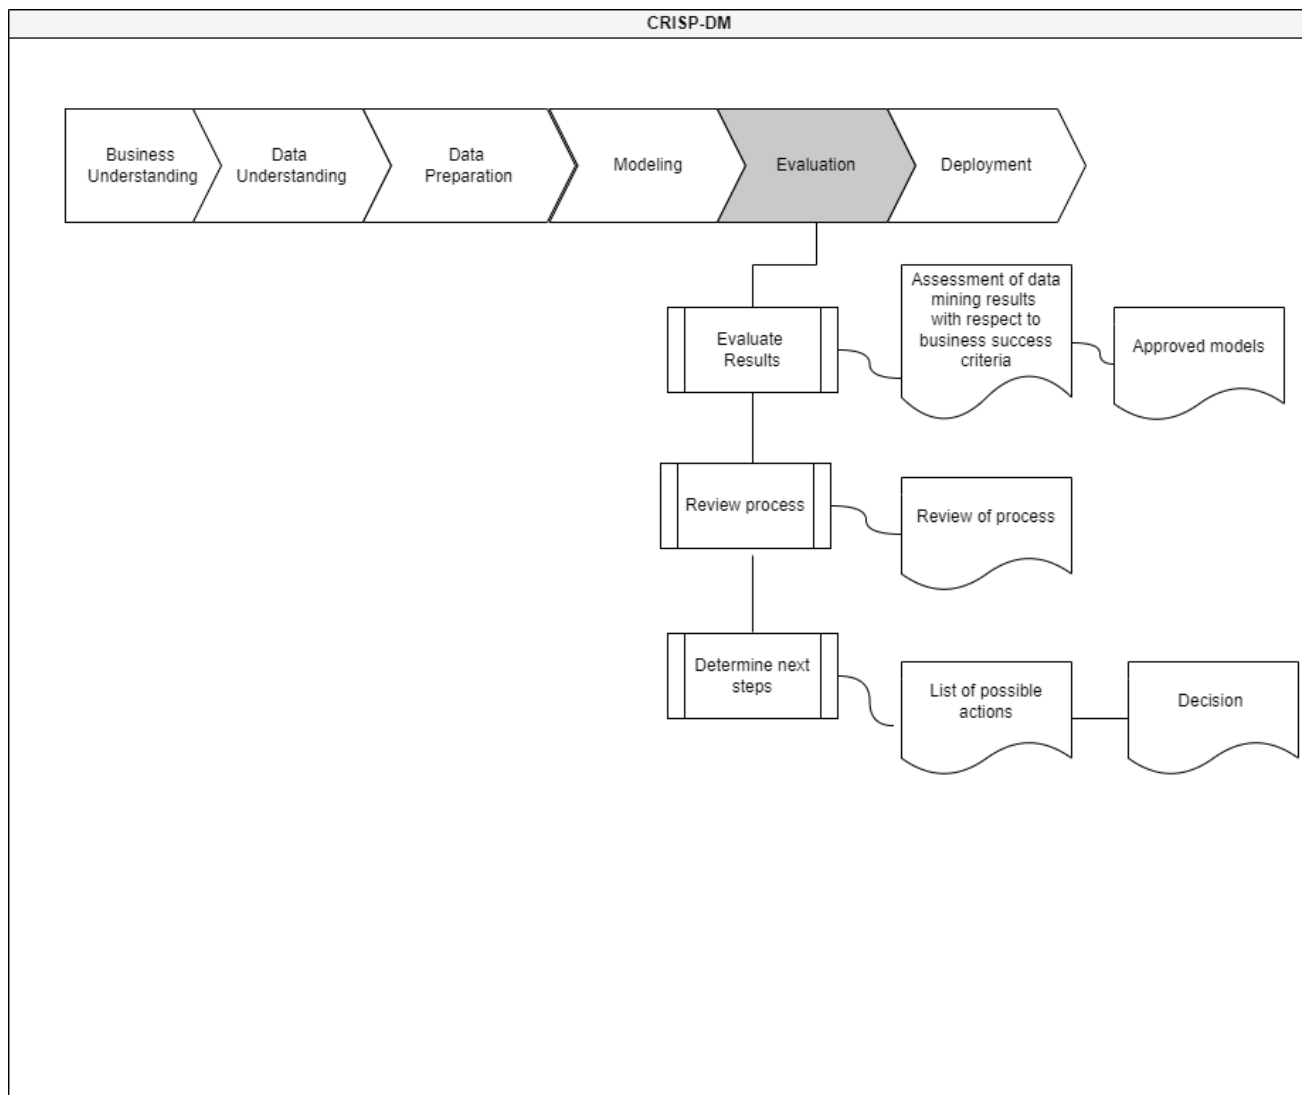 CRISP-DM
Business
Understanding
Data
Understanding
Data
Preparation
Modeling
Evaluation
Deployment
Evaluate
Results
Assessment of data
mining results
with respect to
business success
criteria
Approved models
Review process
Review of process
Determine next
steps
List of possible
actions
Decision